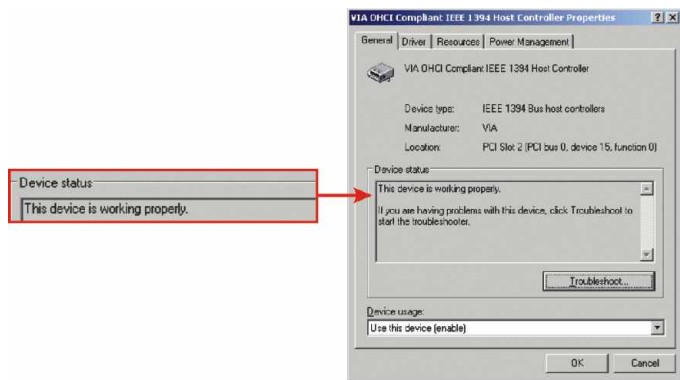 VIA OHCI Compliant IEEE 1394 Host Controller Properties
General Driver Resources Power Management
VIA OHCI Compliant IEEE 1394 Host Controller
Device type: IEEE 1394 Bus host controllers
Manufacturer: VIA
Location: PCI Slot 2 (PCI bus 0, device 15, function 0)
Device status
This device is working properly.
If you are having problems with this device, click Troubleshoot to
start the troubleshooter.
Troubleshoot...
Device usage:
Use this device (enable)
OK Cancel
Device status
This device is working properly.